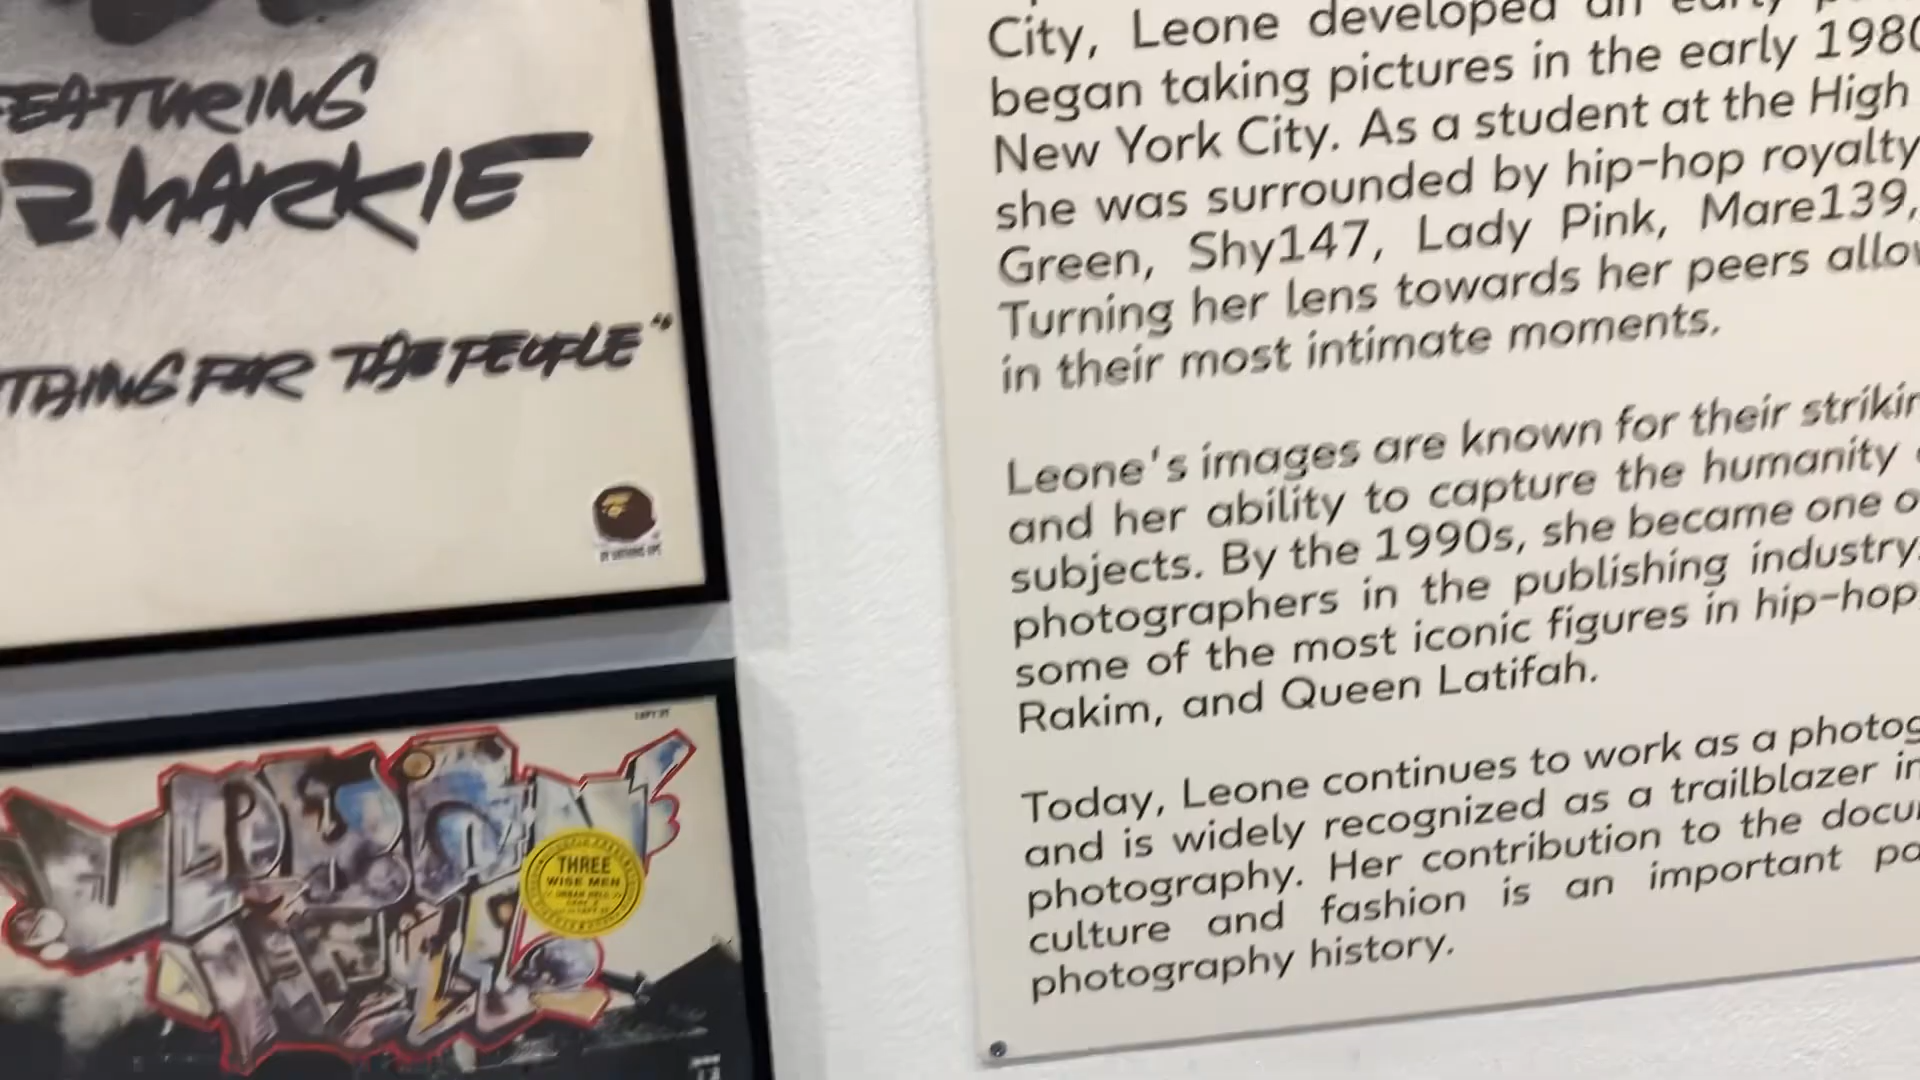 FEATURING
MARKIE
THING FOR THE PEOPLE"
THREE
WISE MEN
City, Leone developed an early
began taking pictures in the early 1980
New York City. As a student at the High
she was surrounded by hip-hop royalty
Green, Shy147, Lady Pink, Mare139,
Turning her lens towards her peers
in their most intimate moments.
Leone's images are known for their
and her ability to capture the humanity
subjects. By the 1990s, she became one
photographers in the publishing industry
some of the most iconic figures in hip-hop
Rakim, and Queen Latifah.
Today, Leone continues to work as a
and is widely recognized as a trailblazer
photography. Her contribution to the
culture and fashion is an important
photography history.